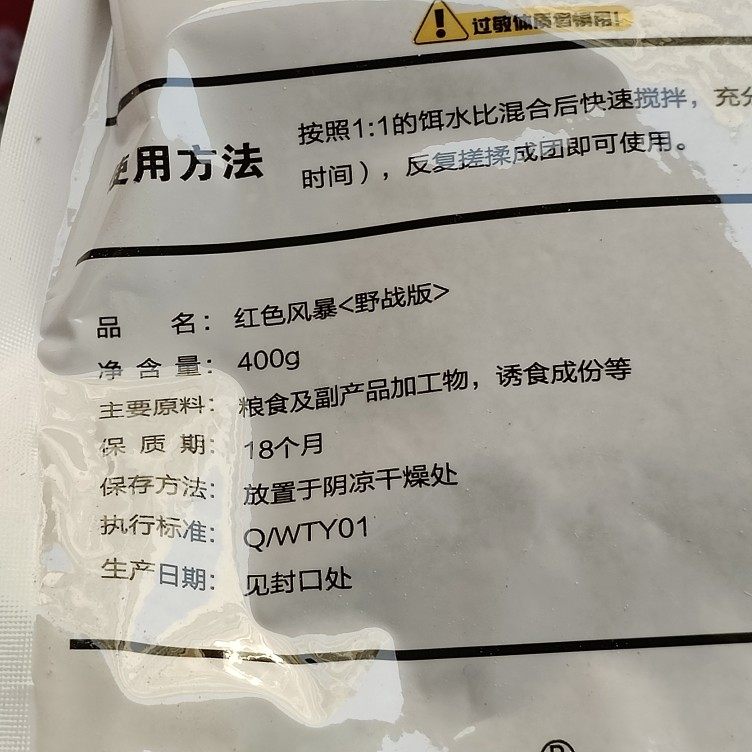 过敏体质者慎用!
按照1:1的饵水比混合后快速搅拌，充分
使用方法
时间），反复搓揉成团即可使用。
品 名：红色风暴<野战版>
净 含 量：400g
主要原料：粮食及副产品加工物，诱食成份等
保 质 期：18个月
保存方法：放置于阴凉干燥处
执行标准：Q/WTY01
生产日期：见封口处
®